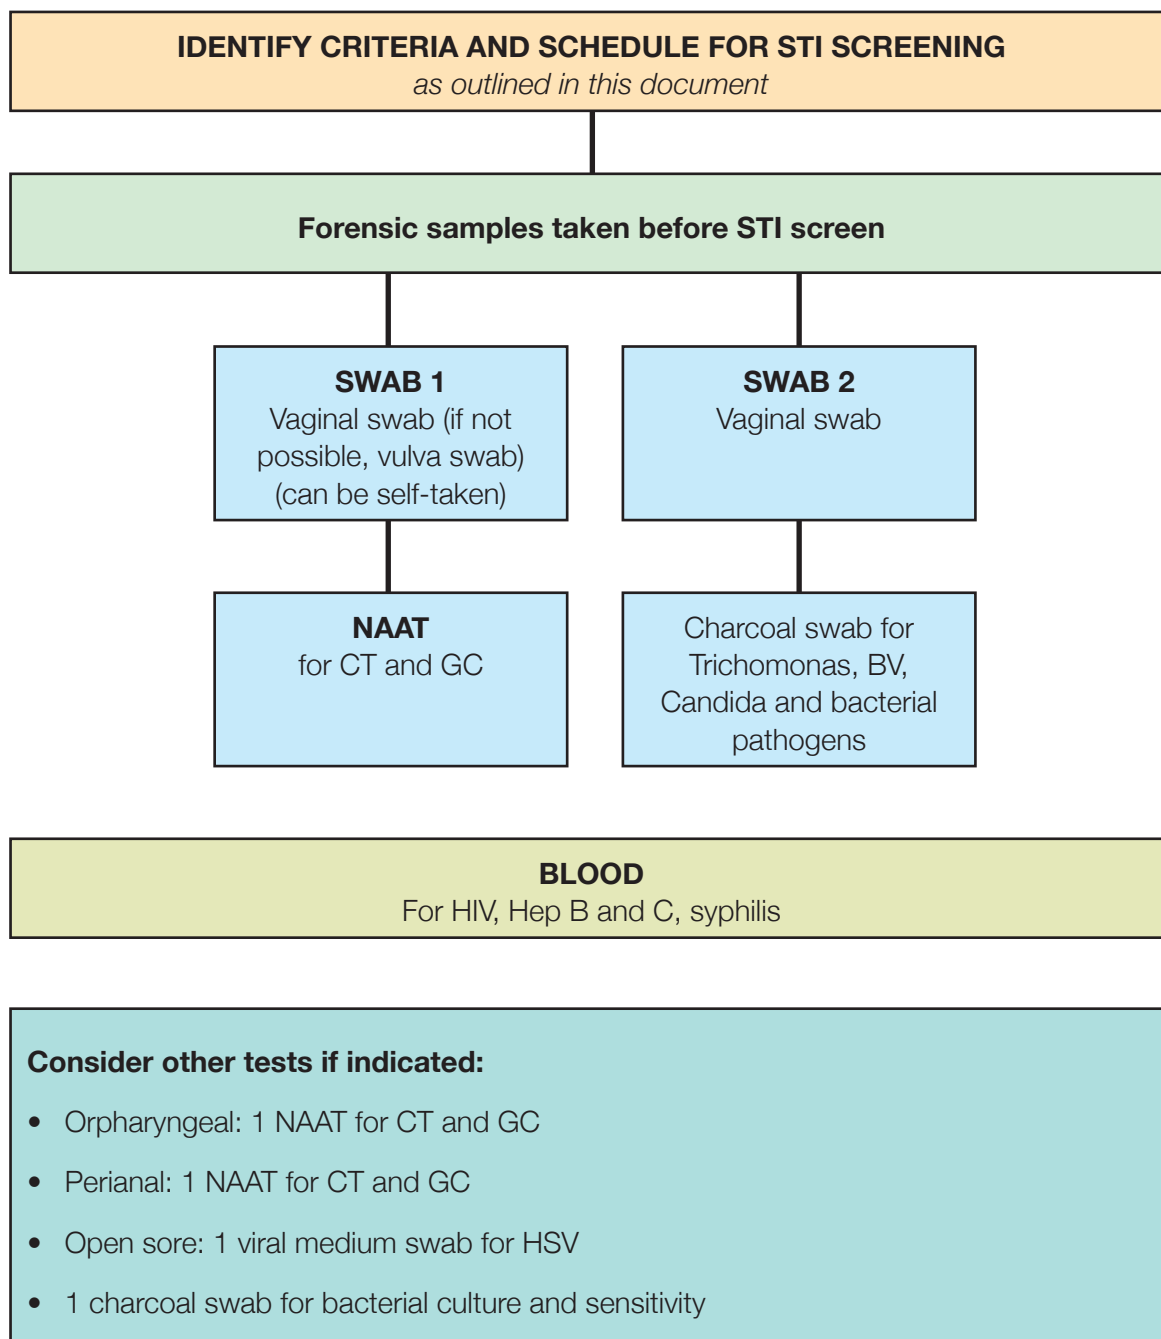 IDENTIFY CRITERIA AND SCHEDULE FOR STI SCREENING
as outlined in this document
Forensic samples taken before STI screen
SWAB 1
Vaginal swab (if not
possible, vulva swab)
(can be self-taken)
SWAB 2
Vaginal swab
NAAT
for CT and GC
Charcoal swab for
Trichomonas, BV,
Candida and bacterial
pathogens
BLOOD
For HIV, Hep B and C, syphilis
Consider other tests if indicated:
• Orpharyngeal: 1 NAAT for CT and GC
• Perianal: 1 NAAT for CT and GC
• Open sore: 1 viral medium swab for HSV
• 1 charcoal swab for bacterial culture and sensitivity